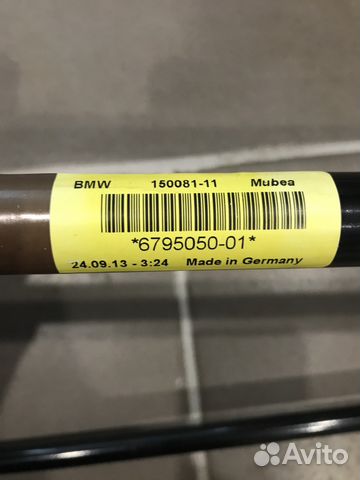 BMW 150081-11 Mubea
*6795050-01*
24.09.13 - 3:24 Made in Germany
Avito